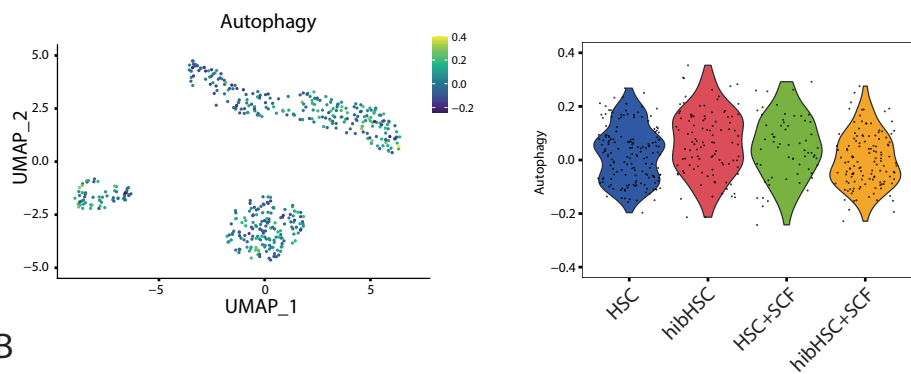 Autophagy
5.0
2.5
0.0
−2.5
−5.0
UMAP_2
−5
0
5
UMAP_1
0.4
0.2
0.0
−0.2
0.4
0.2
0.0
−0.2
−0.4
Autophagy
HSC
hibHSC
HSC+SCF
hibHSC+SCF
B